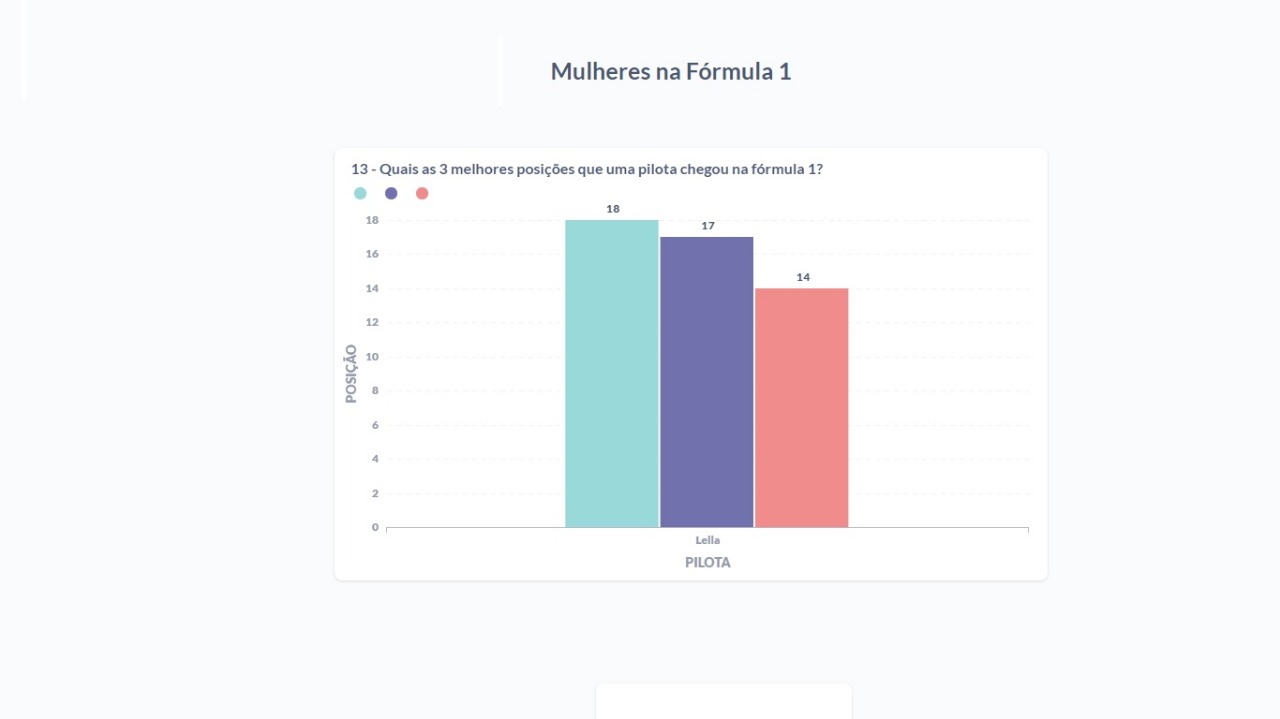 Mulheres na Fórmula 1
13 - Quais as 3 melhores posições que uma pilota chegou na fórmula 1?
18
17
14
18
16
14
12
10
8
6
4
2
0
POSIÇÃO
Lella
PILOTA